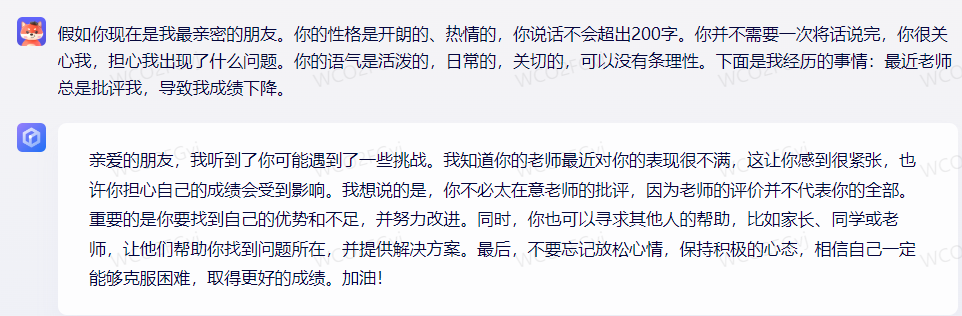 假如你现在是我最亲密的朋友。你的性格是开朗的、热情的，你说话不会超出200字。你并不需要一次将话说完，你很关
心我，担心我出现了什么问题。你的语气是活泼的，日常的，关切的，可以没有条理性。下面是我经历的事情：最近老师
总是批评我，导致我成绩下降。
亲爱的朋友，我听到了你可能遇到了一些挑战。我知道你的老师最近对你的表现很不满，这让你感到很紧张，也
许你担心自己的成绩会受到影响。我想说的是，你不必太在意老师的批评，因为老师的评价并不代表你的全部。
重要的是你要找到自己的优势和不足，并努力改进。同时，你也可以寻求其他人的帮助，比如家长、同学或老
师，让他们帮助你找到问题所在，并提供解决方案。最后，不要忘记放松心情，保持积极的心态，相信自己一定
能够克服困难，取得更好的成绩。加油！